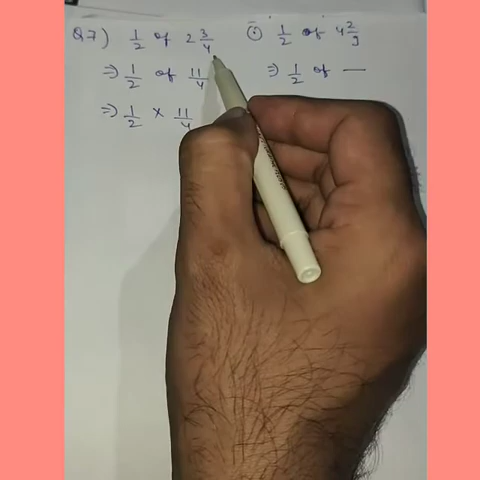 Q7) 1/2 of 2 3/4
⇒ 1/2 of 11/4
⇒ 1/2 × 11/4
1/2 of 4 2/9
⇒ 1/2 of —